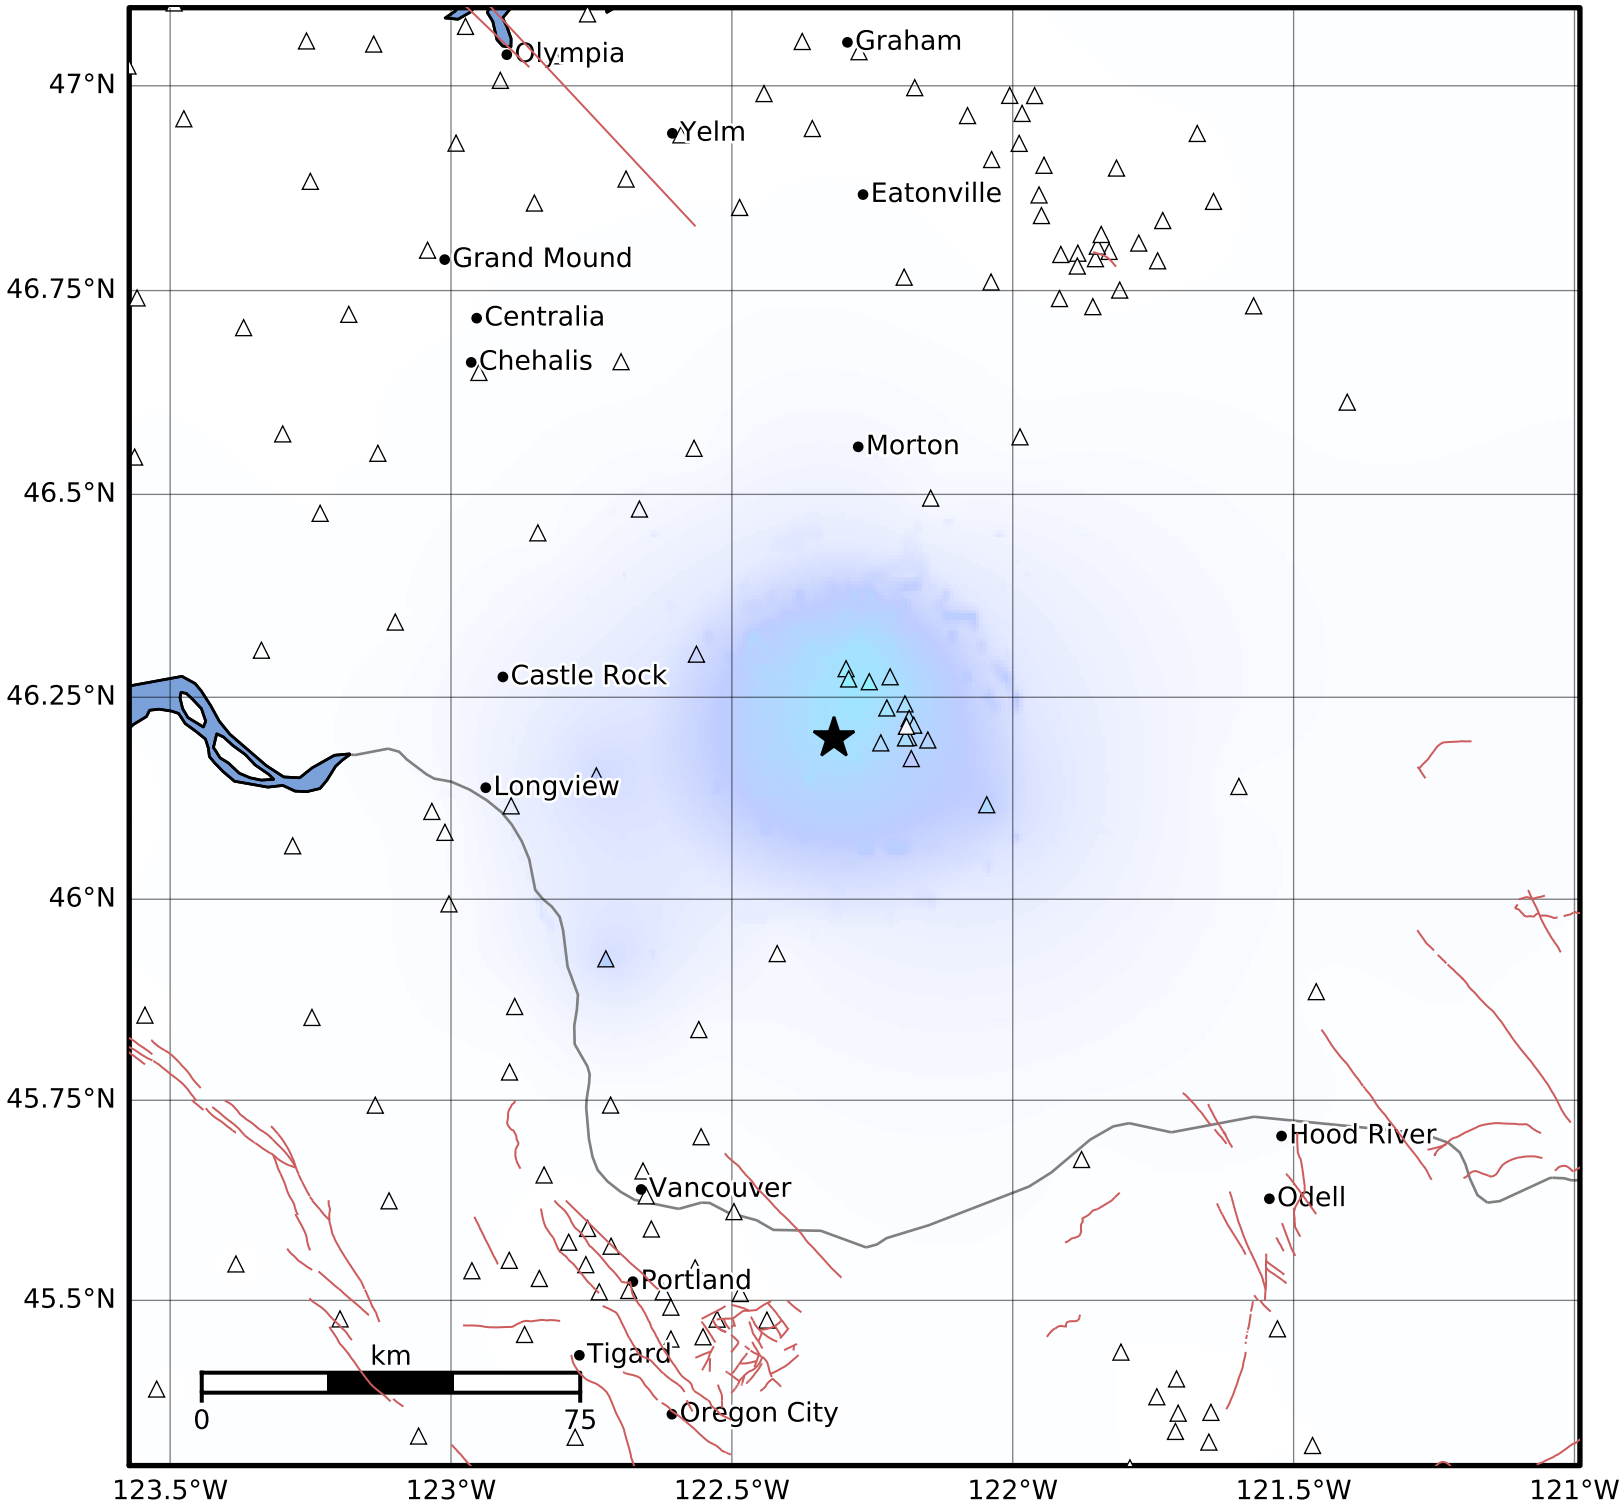 Graham
Olympia
47°N
Yelm
Eatonville
Grand Mound
46.75°N
Centralia
Chehalis
Morton
46.5°N
Castle Rock
46.25°N
Longview
46°N
45.75°N
Hood River
Vancouver
Odell
Portland
45.5°N
Tigard
km
0 75
Oregon City
123.5°W 123°W 122.5°W 122°W 121.5°W 121°W